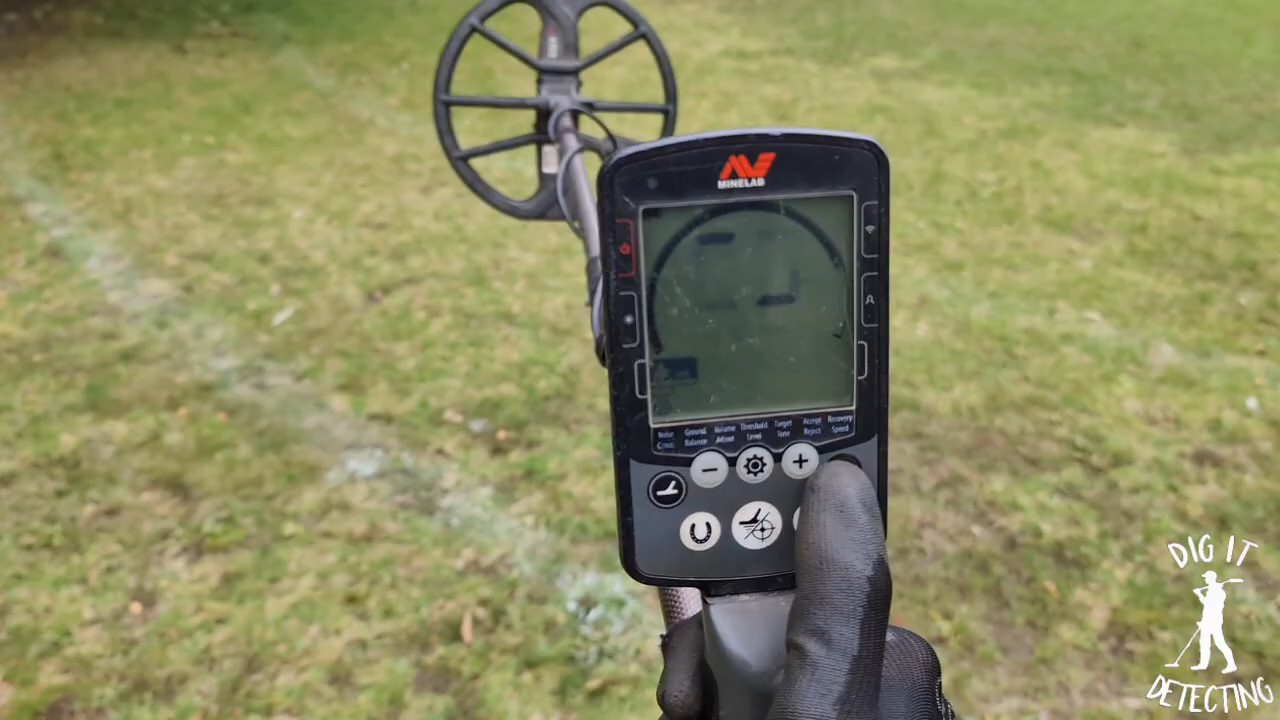 MINELAB
Noise Ground Volume Threshold Target Accept Recovery
Cancel Balance Adjust Level Tone Reject Speed
DIG IT
DETECTING